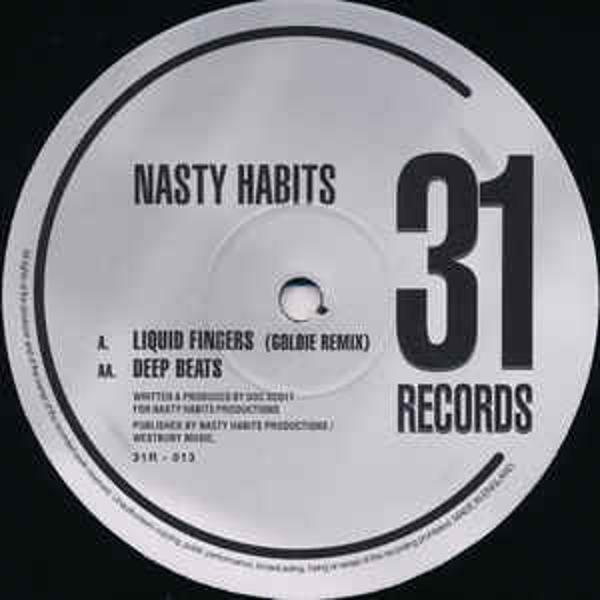 NASTY HABITS
31
RECORDS
A. LIQUID FINGERS (GOLDIE REMIX)
AA. DEEP BEATS
WRITTEN & PRODUCED BY DOC SCOTT
FOR NASTY HABITS PRODUCTIONS
PUBLISHED BY NASTY HABITS PRODUCTIONS /
WESTBURY MUSIC.
31R - 013